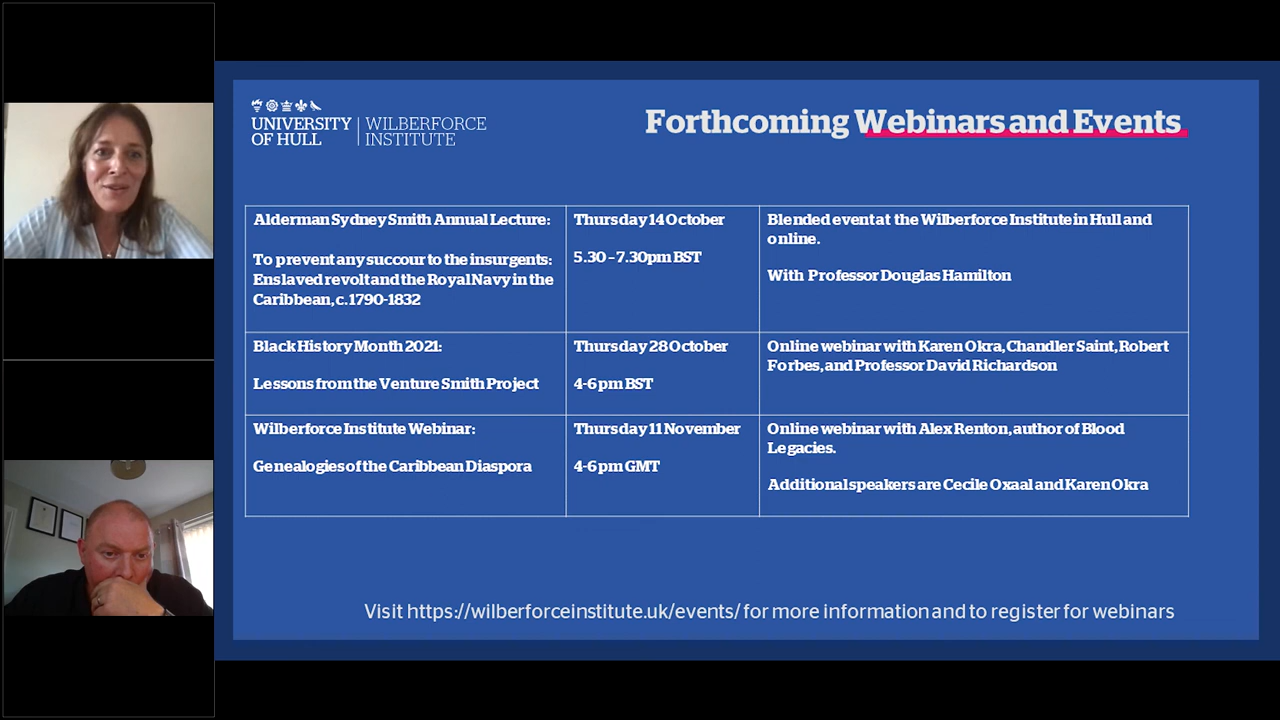 UNIVERSITY
OF HULL
WILBERFORCE
INSTITUTE
Forthcoming Webinars and Events
Alderman Sydney Smith Annual Lecture:
To prevent any succour to the insurgents:
Enslaved revolt and the Royal Navy in the
Caribbean, c.1790-1832
Thursday 14 October
5.30 – 7.30pm BST
Blended event at the Wilberforce Institute in Hull and
online.
With Professor Douglas Hamilton
Black History Month 2021:
Lessons from the Venture Smith Project
Thursday 28 October
4-6 pm BST
Online webinar with Karen Okra, Chandler Saint, Robert
Forbes, and Professor David Richardson
Wilberforce Institute Webinar:
Genealogies of the Caribbean Diaspora
Thursday 11 November
4-6 pm GMT
Online webinar with Alex Renton, author of Blood
Legacies.
Additional speakers are Cecile Oxaal and Karen Okra
Visit https://wilberforceinstitute.uk/events/ for more information and to register for webinars